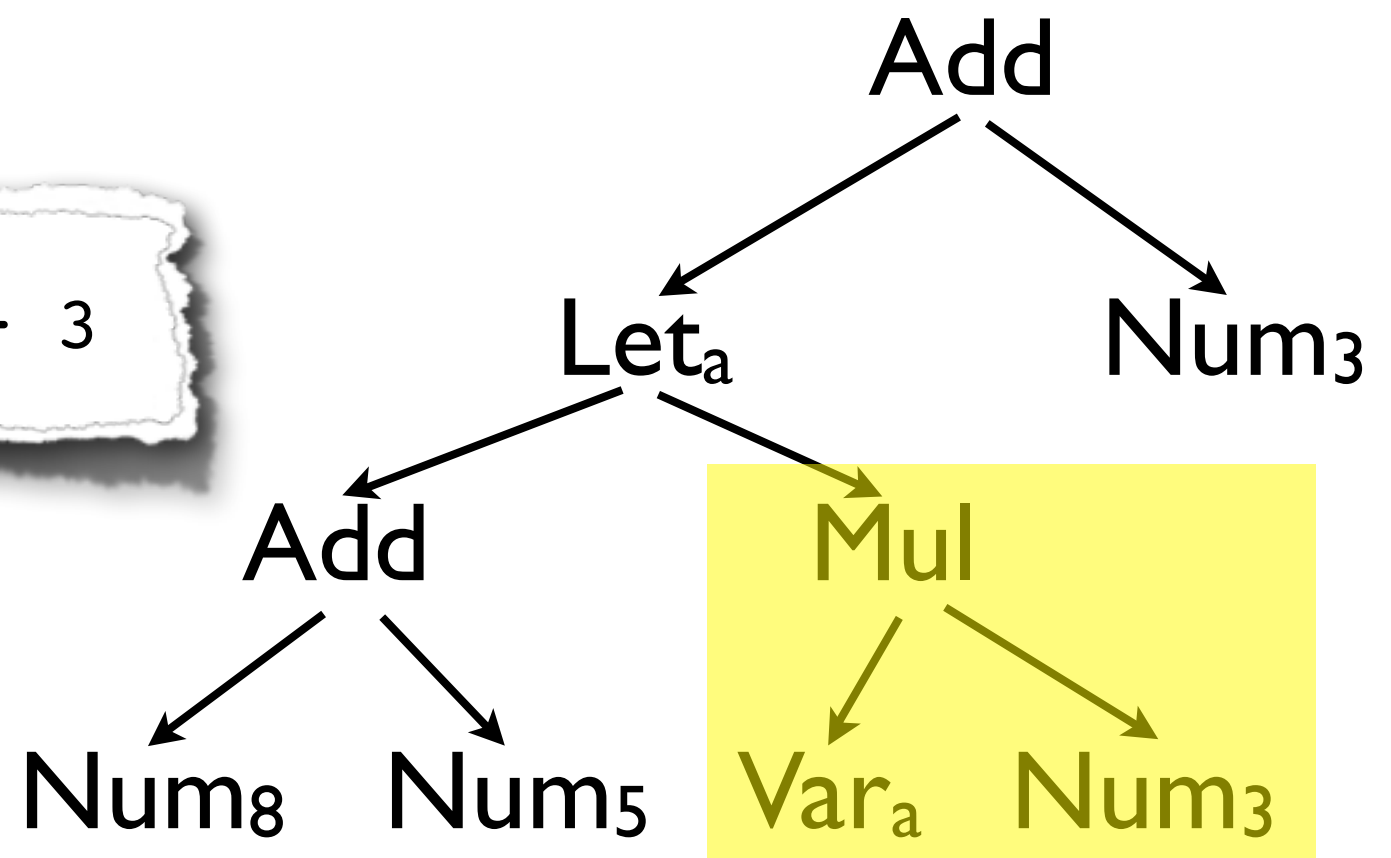 Add
3
Letₐ Num₃
Add Mul
Num₈ Num₅ Varₐ Num₃